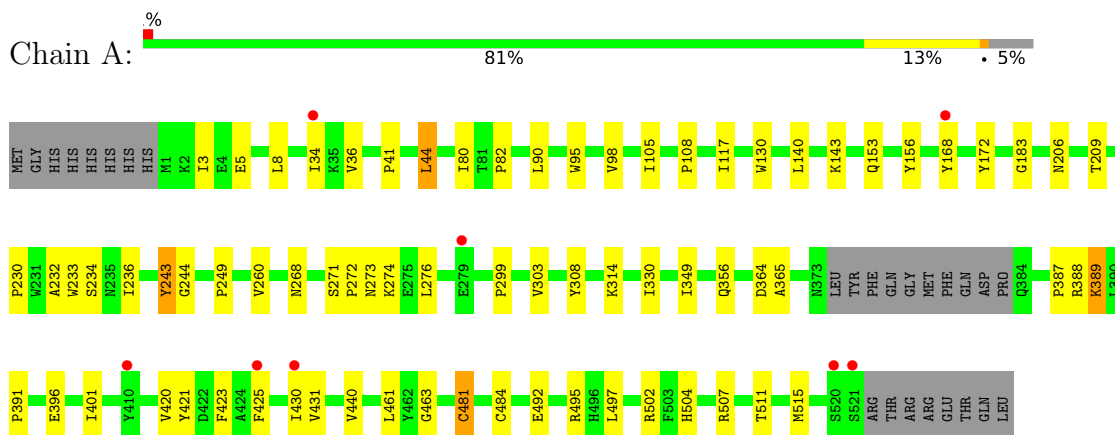 .%
Chain A:
81% 13% • 5%
MET GLY HIS HIS HIS HIS HIS HIS M1 K2 I3 E4 E5 L8 I34 K35 V36 P41 L44 I80 T81 P82 L90 W95 V98 I105 P108 I117 W130 L140 K143 Q153 Y156 Y168 Y172 G183 N206 T209
P230 W231 A232 W233 S234 N235 I236 Y243 G244 P249 V260 N268 S271 P272 N273 K274 E275 L276 E279 P299 V303 Y308 K314 I330 I349 Q356 D364 A365 N373 LEU TYR PHE GLN GLY MET PHE GLN ASP PRO Q384 P387 R388 K389 L390
P391 E396 I401 Y410 V420 Y421 D422 F423 A424 F425 I430 V431 V440 L461 Y462 G463 C481 C484 E492 R495 H496 L497 R502 F503 H504 R507 T511 M515 S520 S521 ARG THR ARG ARG GLU THR GLN LEU